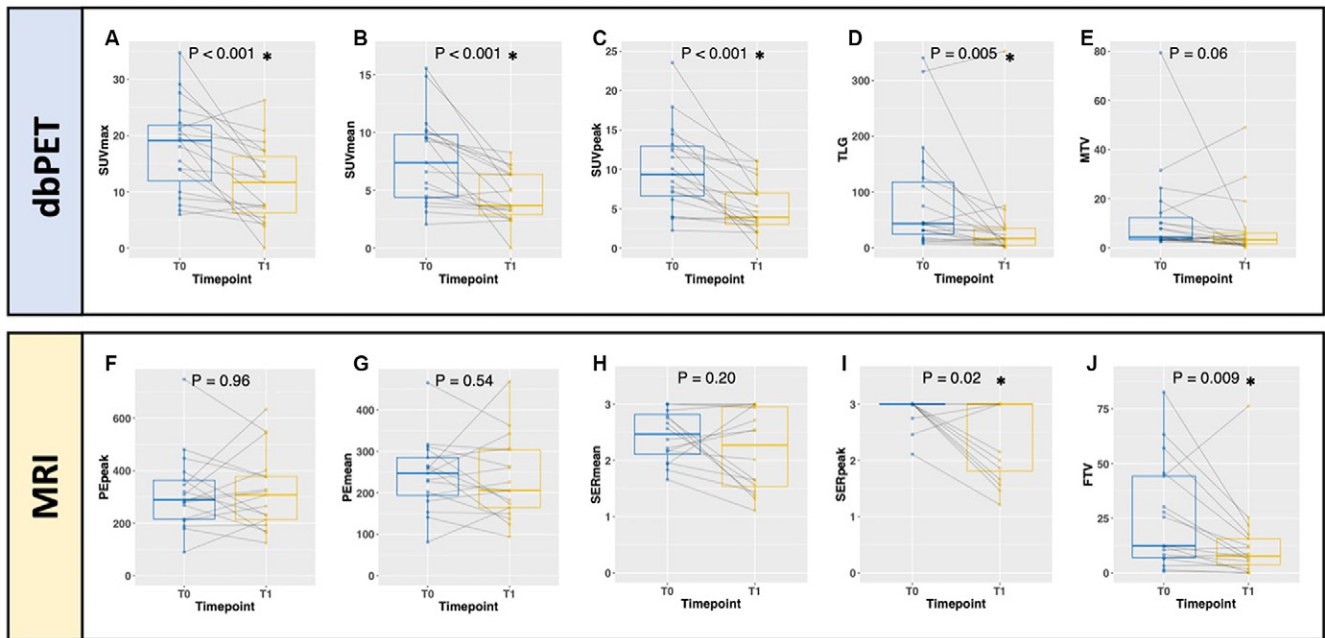 dbPET
A
P < 0.001 *
SUVmax
30
20
10
0
T0
T1
Timepoint
B
P < 0.001 *
SUVmean
15
10
5
0
T0
T1
Timepoint
C
P < 0.001 *
SUVpeak
25
20
15
10
5
0
T0
T1
Timepoint
D
P = 0.005 *
TLG
300
200
100
0
T0
T1
Timepoint
E
P = 0.06
MTV
80
60
40
20
0
T0
T1
Timepoint
MRI
F
P = 0.96
PEpeak
600
400
200
0
T0
T1
Timepoint
G
P = 0.54
PEmean
400
300
200
100
0
T0
T1
Timepoint
H
P = 0.20
SERmean
3
2
1
0
T0
T1
Timepoint
I
P = 0.02 *
SERpeak
3
2
1
0
T0
T1
Timepoint
J
P = 0.009 *
FTV
75
50
25
0
T0
T1
Timepoint